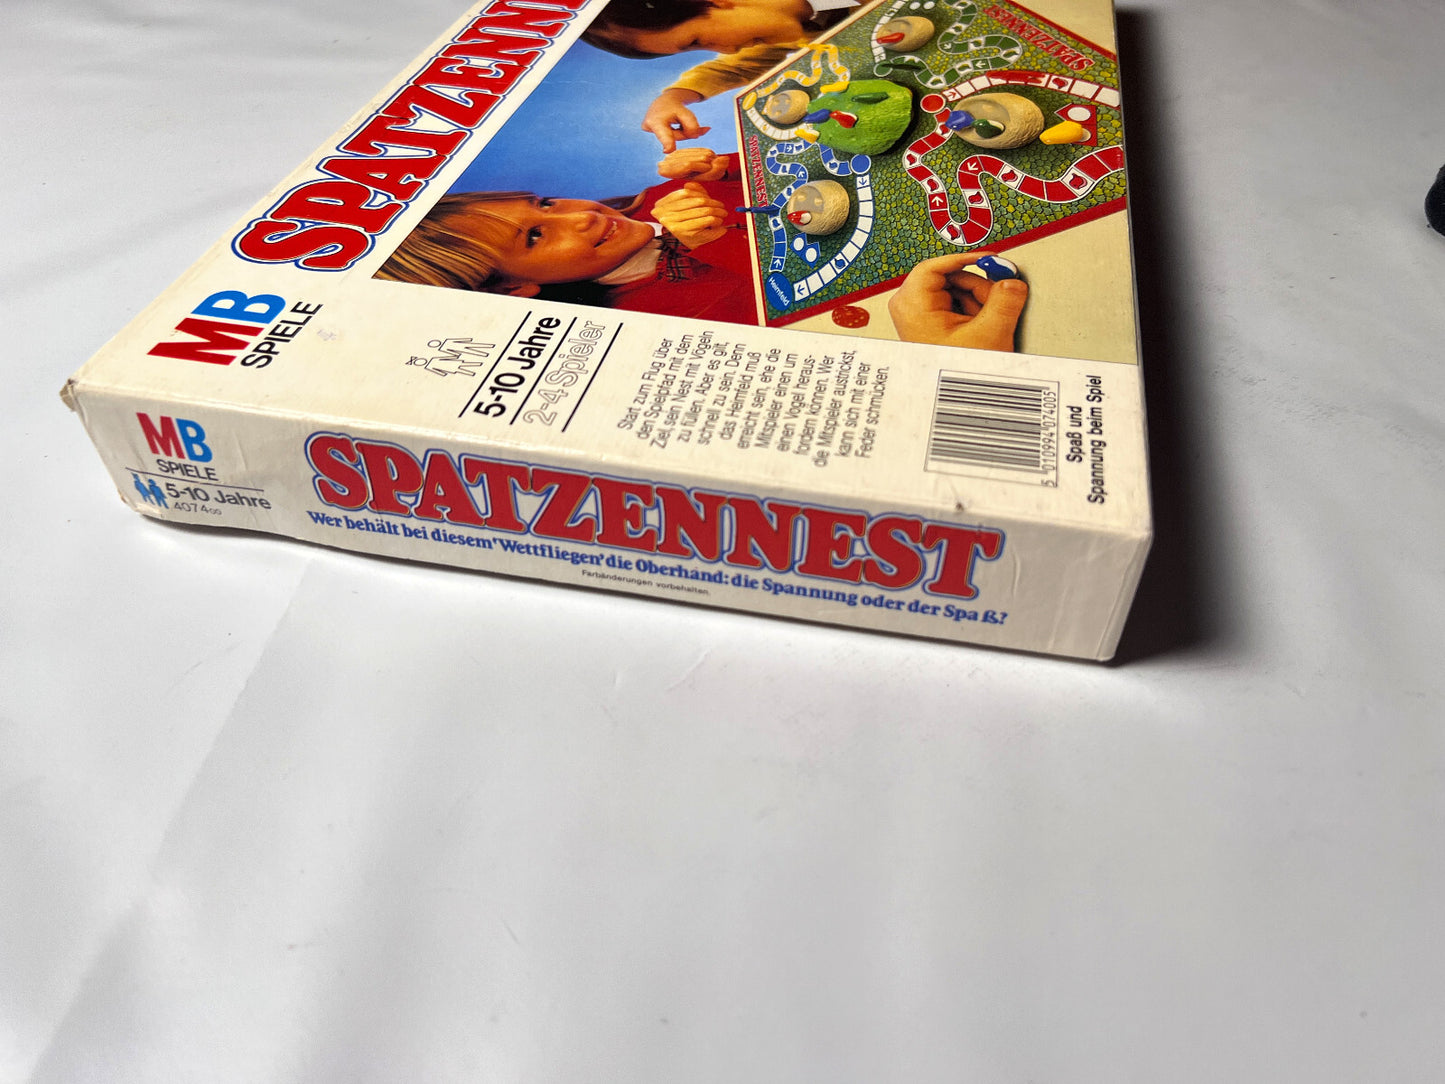 SPATZENN
MB
SPIELE
5-10 Jahre
2-4 Spieler
Start zum Flug über
den Spielpfad mit dem
Ziel, sein Nest mit Vögeln
zu füllen. Aber es gilt,
schnell zu sein. Denn
das Heimfeld muß
erreicht sein, ehe die
Mitspieler einen um
einen Vogel heraus-
fordern können. Wer
die Mitspieler austrickst,
kann sich mit einer
Feder schmücken.
5 010994 074005
Spaß und
Spannung beim Spiel
SPATZENNEST
SPATZENNEST
Heimfeld
MB
SPIELE
5-10 Jahre
407400
SPATZENNEST
Wer behält bei diesem 'Wettfliegen' die Oberhand: die Spannung oder der Spaß?
Farbänderungen vorbehalten.